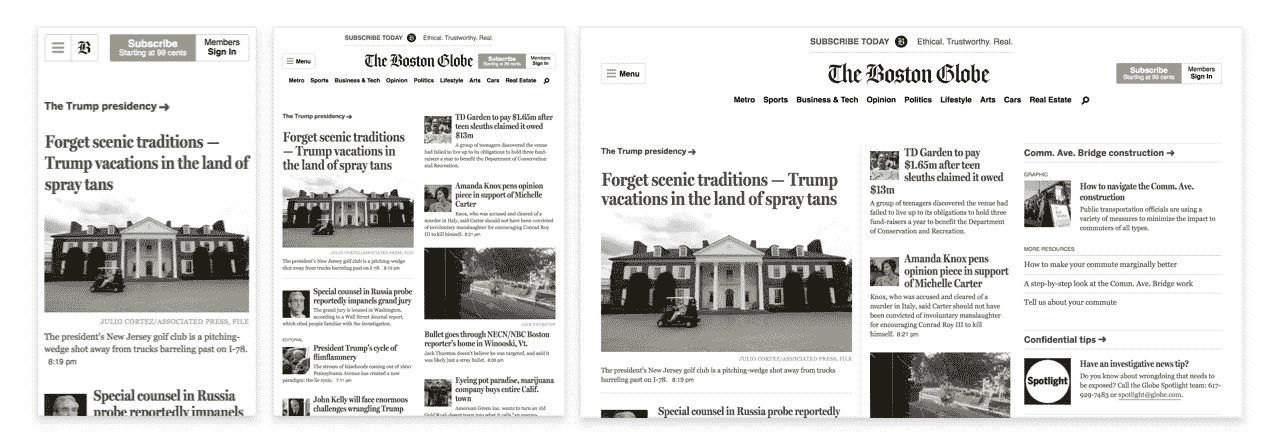 B
Subscribe
Starting at 99 cents
Members
Sign In
The Trump presidency
Forget scenic traditions —
Trump vacations in the land of
spray tans
JULIO CORTEZ/ASSOCIATED PRESS, FILE
The president's New Jersey golf club is a pitching-
wedge shot away from trucks barreling past on I-78.
8:19 pm
Special counsel in Russia
probe reportedly impanels
SUBSCRIBE TODAY B Ethical. Trustworthy. Real.
Menu
The Boston Globe
Subscribe
Starting at 99 cents
Members
Sign In
Metro Sports Business & Tech Opinion Politics Lifestyle Arts Cars Real Estate
The Trump presidency
Forget scenic traditions
— Trump vacations in
the land of spray tans
JULIO CORTEZ/ASSOCIATED PRESS, FILE
The president's New Jersey golf club is a pitching-wedge
shot away from trucks barreling past on I-78. 8:19 pm
Special counsel in Russia probe
reportedly impanels grand jury
The grand jury is located in Washington,
according to a Wall Street Journal report,
which cited people familiar with the investigation.
EDITORIAL
President Trump's cycle of
flimflammery
The stream of falsehoods coming out of 1600
Pennsylvania Avenue has created a new
paradigm: the lie cycle. 7:11 pm
John Kelly will face enormous
challenges wrangling Trump
TD Garden to pay $1.65m after
teen sleuths claimed it owed
$13m
A group of teenagers discovered the venue
had failed to live up to its obligations to hold three fund-
raisers a year to benefit the Department of Conservation
and Recreation.
Amanda Knox pens opinion
piece in support of Michelle
Carter
Knox, who was accused and cleared of a
murder in Italy, said Carter should not have been convicted
of involuntary manslaughter for encouraging Conrad Roy
III to kill himself. 8:21 pm
JACK THURSTON
Bullet goes through NECN/NBC Boston
reporter's home in Winooski, Vt.
Jack Thurston doesn't believe he was targeted, and said it
was likely just a stray bullet. 8:03 pm
Eyeing pot paradise, marijuana
company buys entire Calif.
town
American Green Inc. wants to turn an old
Gold Rush desert town into what it calls "an energy-
SUBSCRIBE TODAY B Ethical. Trustworthy. Real.
Menu
The Boston Globe
Subscribe
Starting at 99 cents
Members
Sign In
Metro Sports Business & Tech Opinion Politics Lifestyle Arts Cars Real Estate
The Trump presidency
Forget scenic traditions — Trump
vacations in the land of spray tans
JULIO CORTEZ/ASSOCIATED PRESS, FILE
The president's New Jersey golf club is a pitching-wedge shot away from trucks
barreling past on I-78. 8:19 pm
Special counsel in Russia probe reportedly
TD Garden to pay
$1.65m after teen
sleuths claimed it owed
$13m
A group of teenagers discovered the venue had
failed to live up to its obligations to hold three
fund-raisers a year to benefit the Department
of Conservation and Recreation.
Amanda Knox pens
opinion piece in support
of Michelle Carter
Knox, who was accused and cleared of a
murder in Italy, said Carter should not have
been convicted of involuntary manslaughter
for encouraging Conrad Roy III to kill
himself. 8:21 pm
Comm. Ave. Bridge construction
GRAPHIC
How to navigate the Comm. Ave.
construction
Public transportation officials are using a
variety of measures to minimize the impact to
commuters of all types.
MORE RESOURCES
How to make your commute marginally better
A step-by-step look at the Comm. Ave. Bridge work
Tell us about your commute
Confidential tips
Spotlight
Have an investigative news tip?
Do you know about wrongdoing that needs to
be exposed? Call the Globe Spotlight team: 617-
929-7483 or spotlight@globe.com.